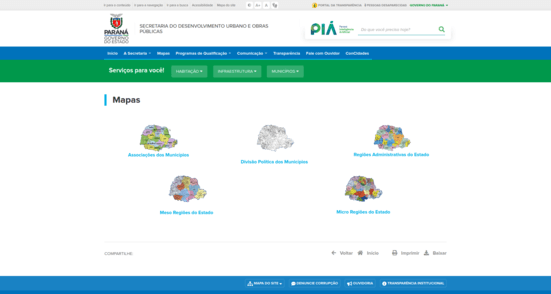 Ir para o conteúdo Ir para a navegação Ir para a busca Acessibilidade Mapa do site A- A+ A
PORTAL DA TRANSPARÊNCIA GOVERNO DO PARANÁ
PARANÁ
GOVERNO DO ESTADO
SECRETARIA DO DESENVOLVIMENTO URBANO E OBRAS
PÚBLICAS
PIÁ
De que você precisa hoje?
Início A Secretaria Mapas Programas de Qualificação Comunicação Transparência Fale com Ouvidor ConCidades
Serviços para você! HABITAÇÃO INFRAESTRUTURA MUNICÍPIOS
Mapas
Associações dos Municípios
Divisão Política dos Municípios
Regiões Administrativas do Estado
Meso Regiões do Estado
Micro Regiões do Estado
COMPARTILHE: Voltar Início Imprimir Baixar
MAPA DO SITE DENUNCIE CORRUPÇÃO OUVIDORIA TRANSPARÊNCIA INSTITUCIONAL